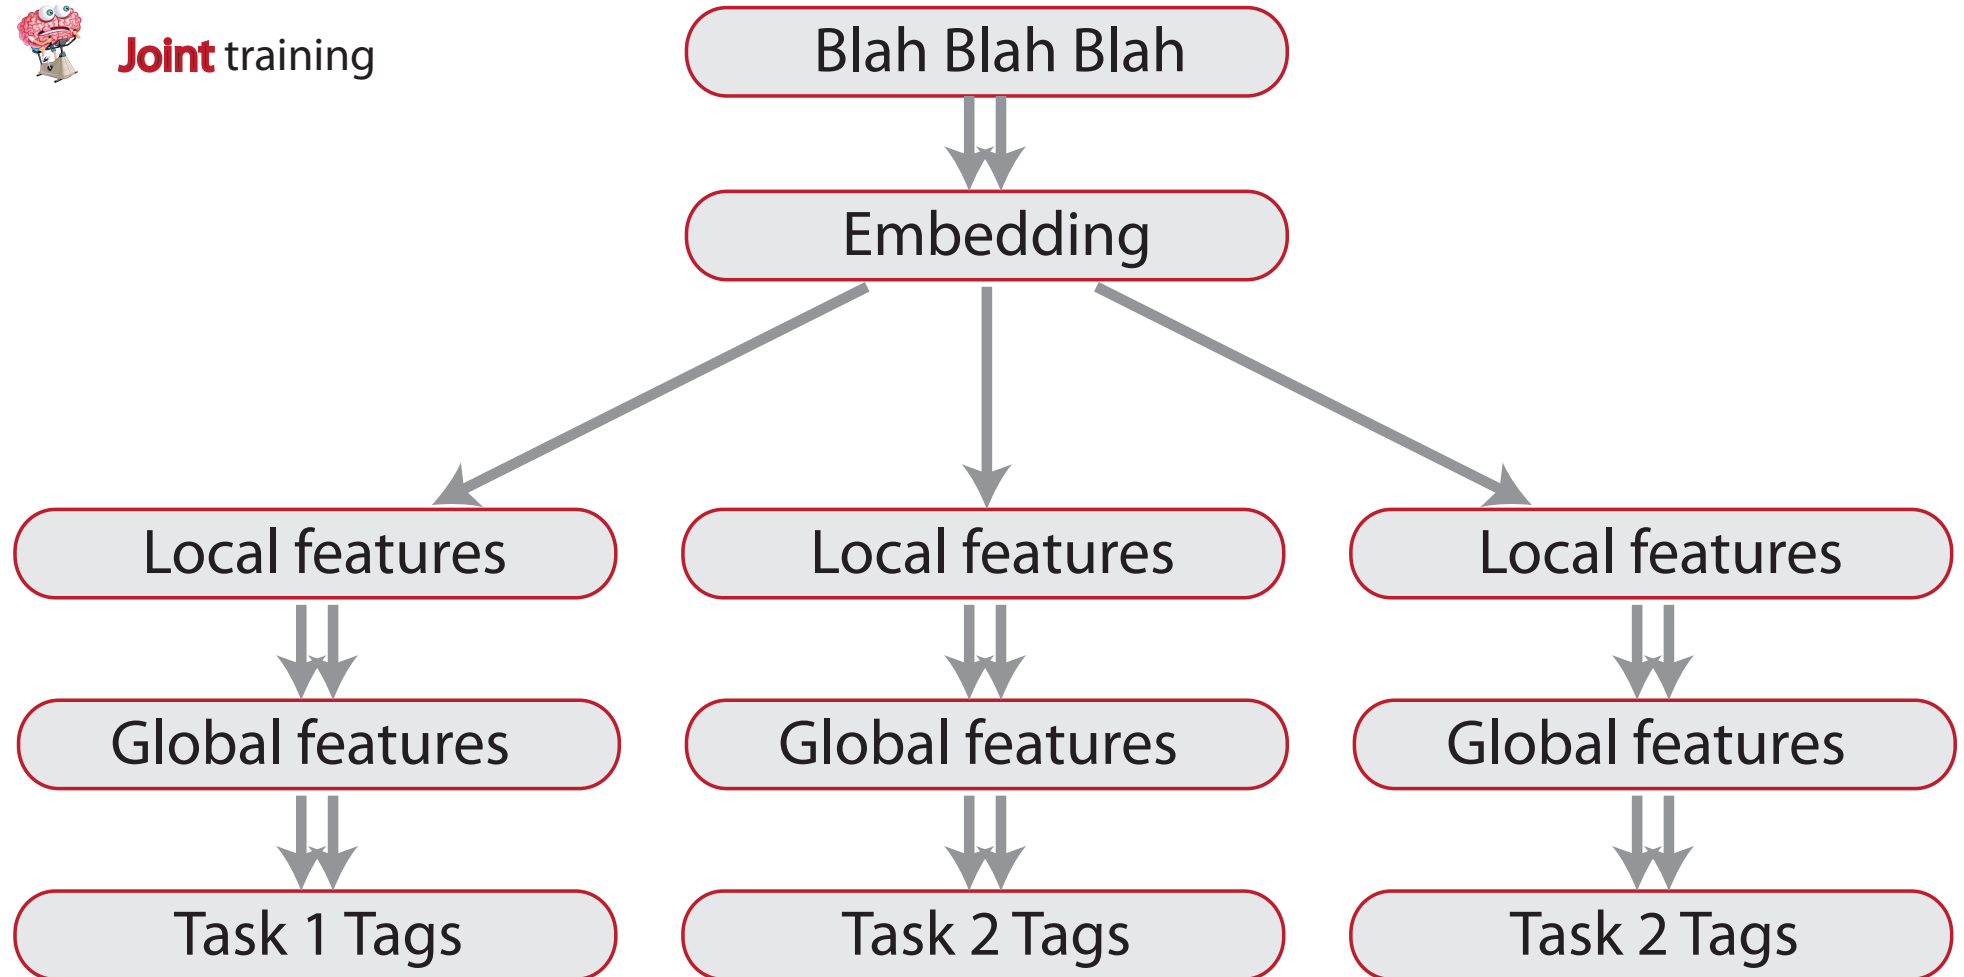 Joint training
Blah Blah Blah
Embedding
Local features
Local features
Local features
Global features
Global features
Global features
Task 1 Tags
Task 2 Tags
Task 2 Tags